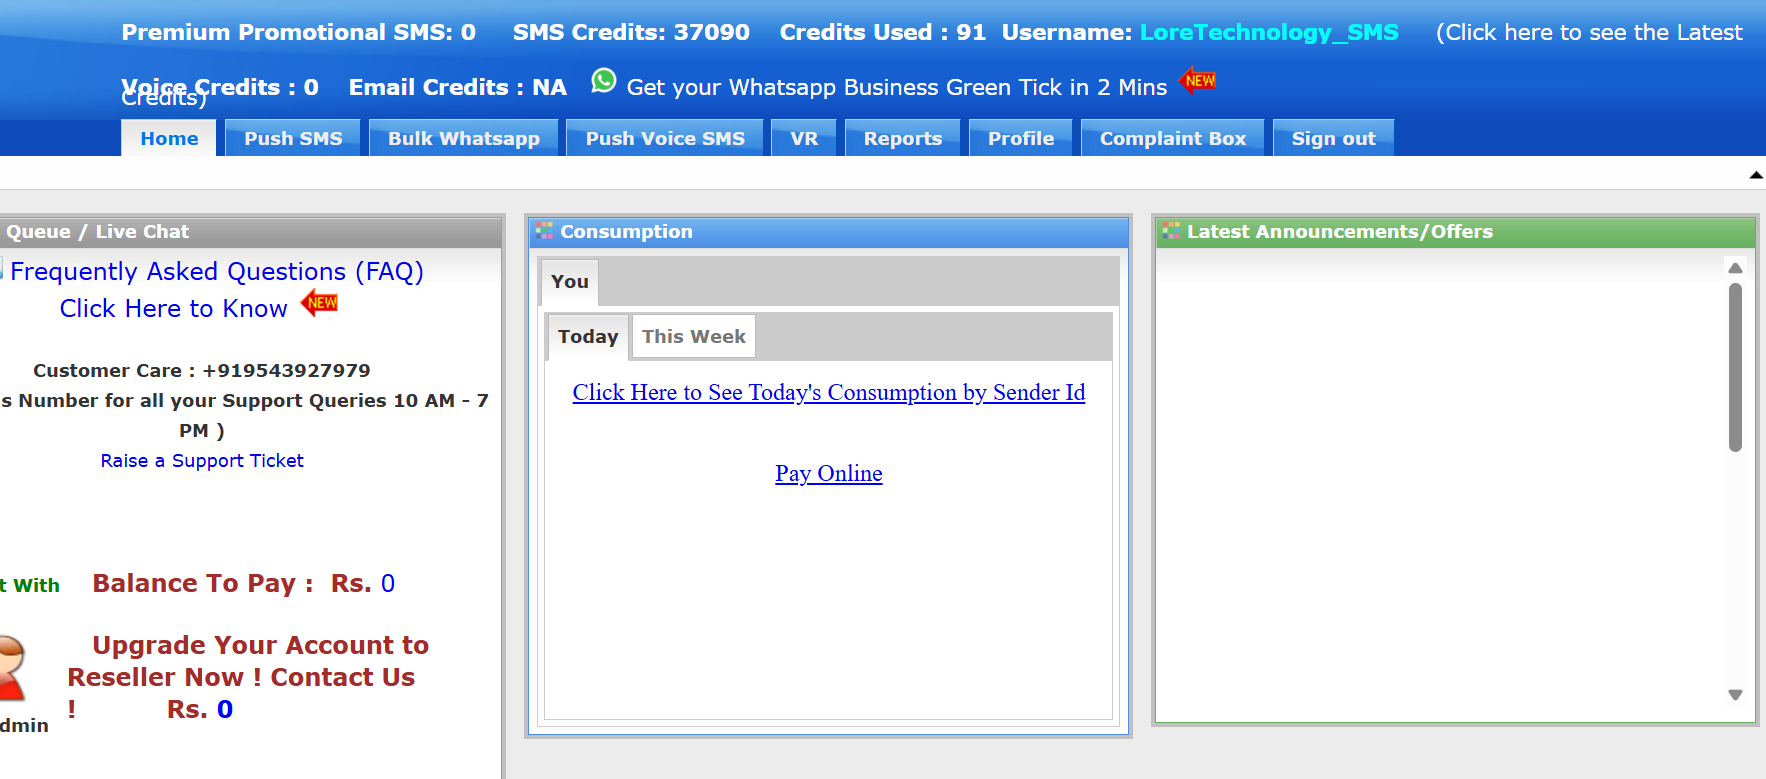 Premium Promotional SMS: 0 SMS Credits: 37090 Credits Used : 91 Username: LoreTechnology_SMS (Click here to see the Latest Credits)
Voice Credits : 0 Email Credits : NA Get your Whatsapp Business Green Tick in 2 Mins NEW
Home Push SMS Bulk Whatsapp Push Voice SMS VR Reports Profile Complaint Box Sign out
Queue / Live Chat
Frequently Asked Questions (FAQ)
Click Here to Know NEW
Customer Care : +919543927979
s Number for all your Support Queries 10 AM - 7
PM )
Raise a Support Ticket
t With
Balance To Pay : Rs. 0
Upgrade Your Account to
Reseller Now ! Contact Us
! Rs. 0
dmin
Consumption
You
Today This Week
Click Here to See Today's Consumption by Sender Id
Pay Online
Latest Announcements/Offers